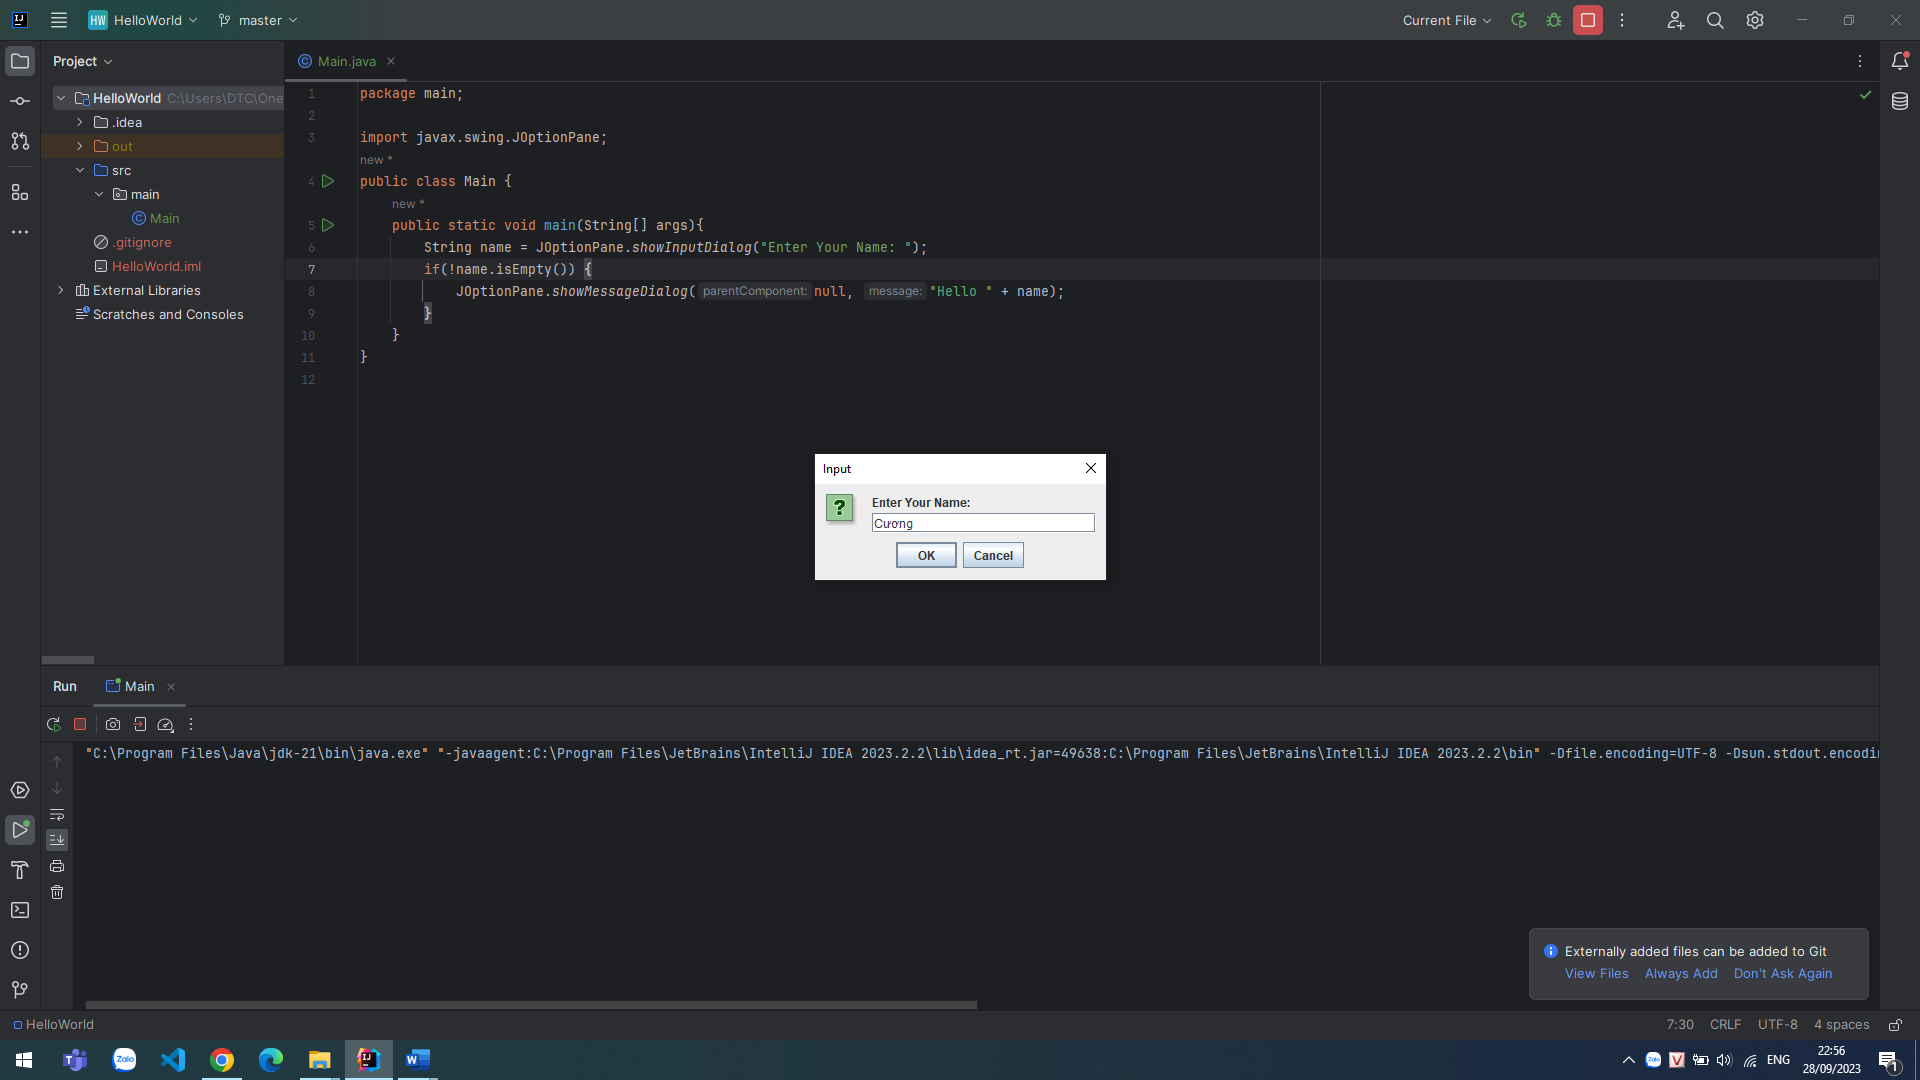 HW HelloWorld master Current File
Project
Main.java
HelloWorld C:\Users\DTC\One
.idea
out
src
main
Main
.gitignore
HelloWorld.iml
External Libraries
Scratches and Consoles
1 package main;
2
3 import javax.swing.JOptionPane;
new *
4 public class Main {
new *
5 public static void main(String[] args){
6 String name = JOptionPane.showInputDialog("Enter Your Name: ");
7 if(!name.isEmpty()) {
8 JOptionPane.showMessageDialog( parentComponent: null, message: "Hello " + name);
9 }
10 }
11 }
12
Input
Enter Your Name:
Cương
OK Cancel
Run Main
"C:\Program Files\Java\jdk-21\bin\java.exe" "-javaagent:C:\Program Files\JetBrains\IntelliJ IDEA 2023.2.2\lib\idea_rt.jar=49638:C:\Program Files\JetBrains\IntelliJ IDEA 2023.2.2\bin" -Dfile.encoding=UTF-8 -Dsun.stdout.encodin
Externally added files can be added to Git
View Files Always Add Don't Ask Again
HelloWorld 7:30 CRLF UTF-8 4 spaces
ENG 22:56
28/09/2023
1